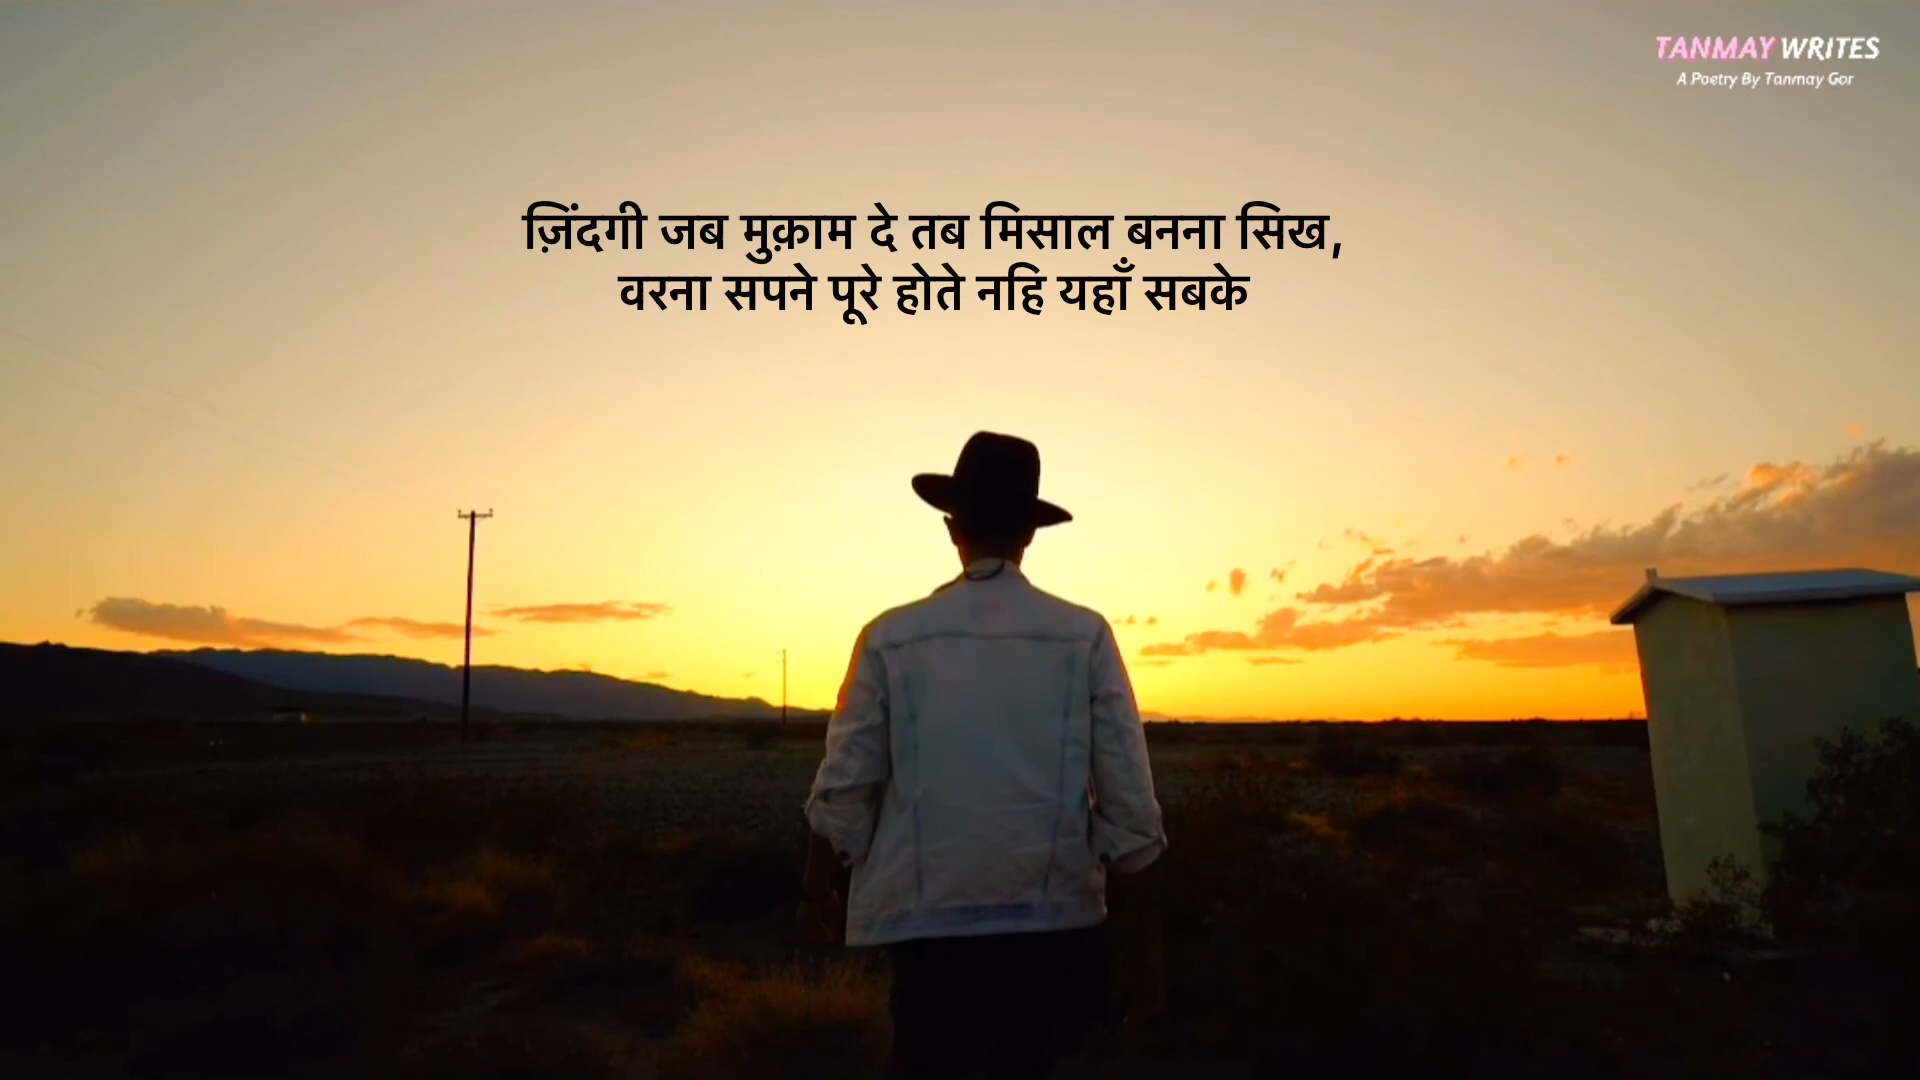 TANMAY WRITES
A Poetry By Tanmay Gor
ज़िंदगी जब मुक़ाम दे तब मिसाल बनना सिख,
वरना सपने पूरे होते नहि यहाँ सबके